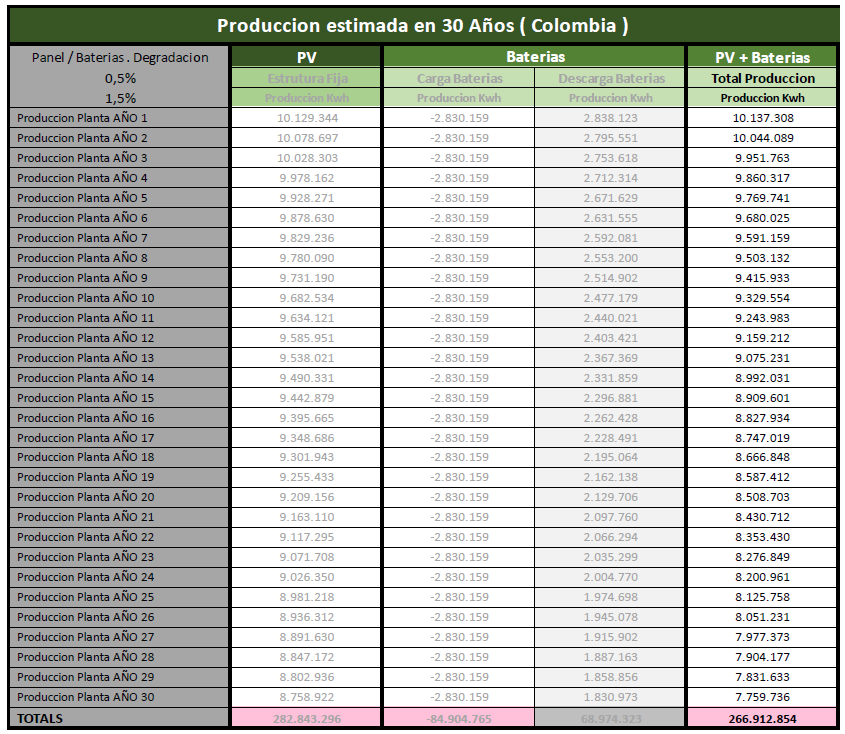 Produccion estimada en 30 Años ( Colombia )
Panel / Baterias . Degradacion PV Baterias PV + Baterias
0,5% Estrutura Fija Carga Baterias Descarga Baterias Total Produccion
1,5% Produccion Kwh Produccion Kwh Produccion Kwh Produccion Kwh
Produccion Planta AÑO 1 10.129.344 -2.830.159 2.838.123 10.137.308
Produccion Planta AÑO 2 10.078.697 -2.830.159 2.795.551 10.044.089
Produccion Planta AÑO 3 10.028.303 -2.830.159 2.753.618 9.951.763
Produccion Planta AÑO 4 9.978.162 -2.830.159 2.712.314 9.860.317
Produccion Planta AÑO 5 9.928.271 -2.830.159 2.671.629 9.769.741
Produccion Planta AÑO 6 9.878.630 -2.830.159 2.631.555 9.680.025
Produccion Planta AÑO 7 9.829.236 -2.830.159 2.592.081 9.591.159
Produccion Planta AÑO 8 9.780.090 -2.830.159 2.553.200 9.503.132
Produccion Planta AÑO 9 9.731.190 -2.830.159 2.514.902 9.415.933
Produccion Planta AÑO 10 9.682.534 -2.830.159 2.477.179 9.329.554
Produccion Planta AÑO 11 9.634.121 -2.830.159 2.440.021 9.243.983
Produccion Planta AÑO 12 9.585.951 -2.830.159 2.403.421 9.159.212
Produccion Planta AÑO 13 9.538.021 -2.830.159 2.367.369 9.075.231
Produccion Planta AÑO 14 9.490.331 -2.830.159 2.331.859 8.992.031
Produccion Planta AÑO 15 9.442.879 -2.830.159 2.296.881 8.909.601
Produccion Planta AÑO 16 9.395.665 -2.830.159 2.262.428 8.827.934
Produccion Planta AÑO 17 9.348.686 -2.830.159 2.228.491 8.747.019
Produccion Planta AÑO 18 9.301.943 -2.830.159 2.195.064 8.666.848
Produccion Planta AÑO 19 9.255.433 -2.830.159 2.162.138 8.587.412
Produccion Planta AÑO 20 9.209.156 -2.830.159 2.129.706 8.508.703
Produccion Planta AÑO 21 9.163.110 -2.830.159 2.097.760 8.430.712
Produccion Planta AÑO 22 9.117.295 -2.830.159 2.066.294 8.353.430
Produccion Planta AÑO 23 9.071.708 -2.830.159 2.035.299 8.276.849
Produccion Planta AÑO 24 9.026.350 -2.830.159 2.004.770 8.200.961
Produccion Planta AÑO 25 8.981.218 -2.830.159 1.974.698 8.125.758
Produccion Planta AÑO 26 8.936.312 -2.830.159 1.945.078 8.051.231
Produccion Planta AÑO 27 8.891.630 -2.830.159 1.915.902 7.977.373
Produccion Planta AÑO 28 8.847.172 -2.830.159 1.887.163 7.904.177
Produccion Planta AÑO 29 8.802.936 -2.830.159 1.858.856 7.831.633
Produccion Planta AÑO 30 8.758.922 -2.830.159 1.830.973 7.759.736
TOTALS 282.843.296 -84.904.765 68.974.323 266.912.854